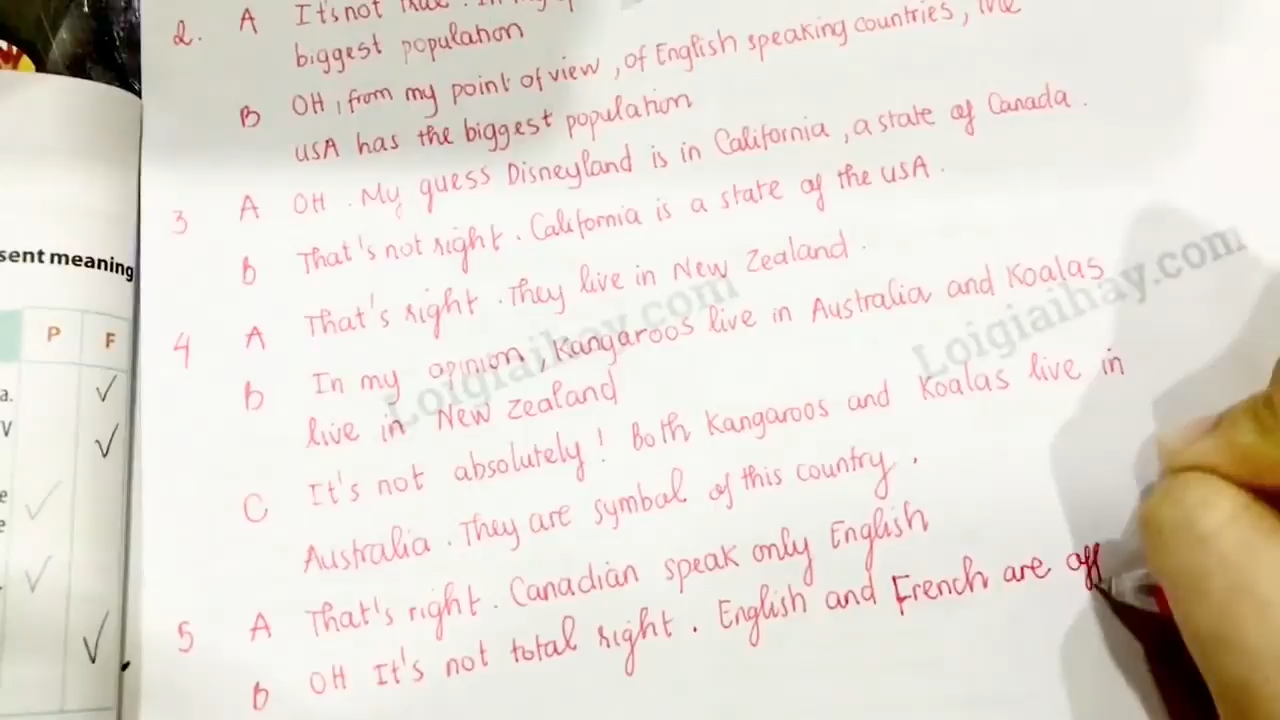 2. A It's not
biggest population
B OH, from my point of view, of English speaking countries, the
USA has the biggest population
3 A OH. My guess Disneyland is in California, a state of Canada.
B That's not right. California is a state of the USA.
4 A That's right. They live in New Zealand.
B In my opinion, Kangaroos live in Australia and Koalas
live in New Zealand
C It's not absolutely! Both Kangaroos and Koalas live in
Australia. They are symbal of this country.
5 A That's right. Canadian speak only English
B OH It's not total right. English and French are off
sent meaning
P F
a.
v
e
e
Loigiaihay.com
Loigiaihay.com